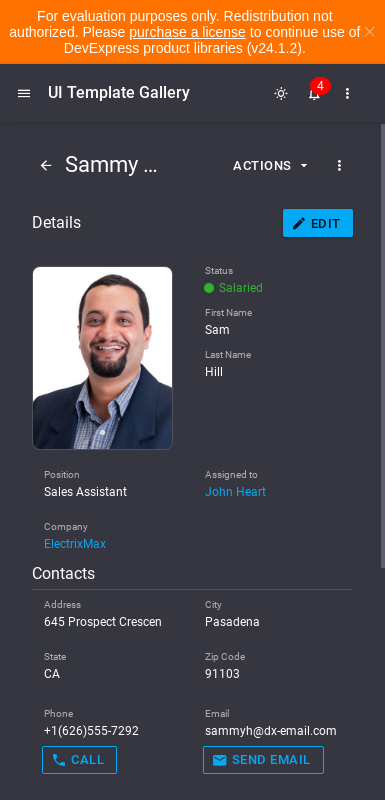 For evaluation purposes only. Redistribution not
authorized. Please purchase a license to continue use of
DevExpress product libraries (v24.1.2).
UI Template Gallery
4
Sammy ...
ACTIONS
Details
EDIT
Status
Salaried
First Name
Sam
Last Name
Hill
Position
Sales Assistant
Assigned to
John Heart
Company
ElectrixMax
Contacts
Address
645 Prospect Crescen
City
Pasadena
State
CA
Zip Code
91103
Phone
+1(626)555-7292
Email
sammyh@dx-email.com
CALL
SEND EMAIL